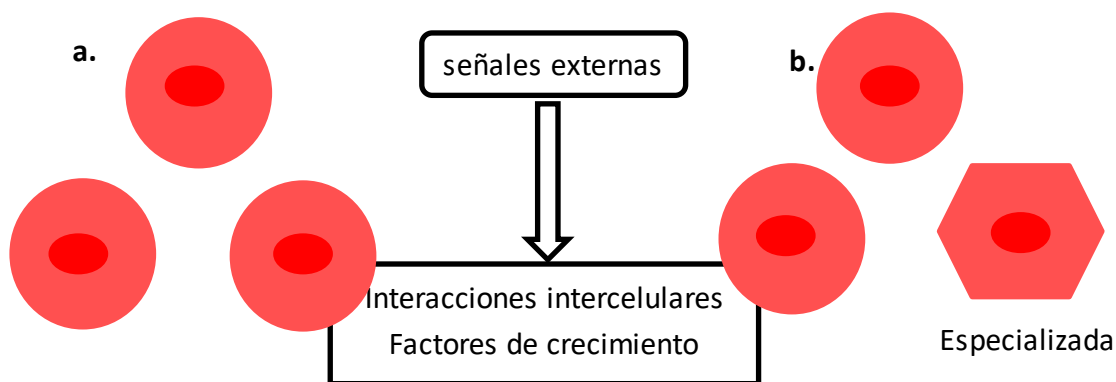 a.
señales externas
b.
Interacciones intercelulares
Factores de crecimiento
Especializada